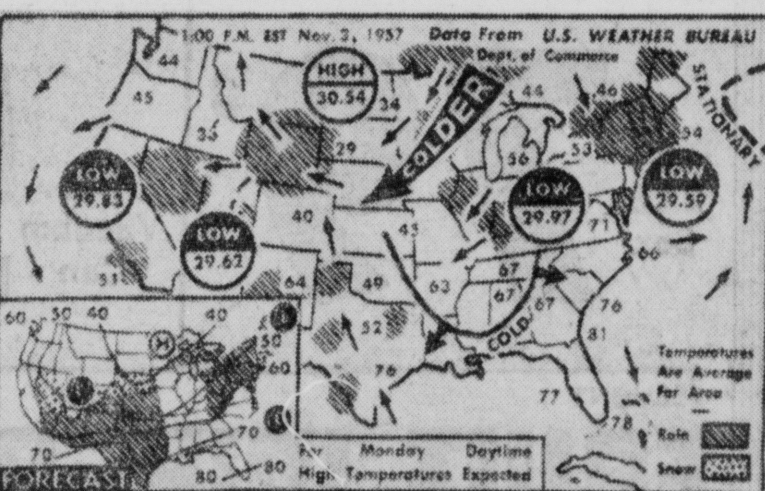 1:00 P.M. EST Nov. 3, 1957 Data From U.S. WEATHER BUREAU
Dept. of Commerce
44
45
HIGH
30.54
34
COLDER
44
46
STATIONARY
29
56
53
54
LOW
29.83
LOW
29.62
40
45
LOW
29.97
71
LOW
29.59
66
51
64
49
63
67
67
67
76
52
81
COLD
76
77
78
Temperatures
Are Average
For Area
Rain
Snow
60
50
40
H
40
50
60
70
70
80
80
FORECAST
For Monday Daytime
High Temperatures Expected